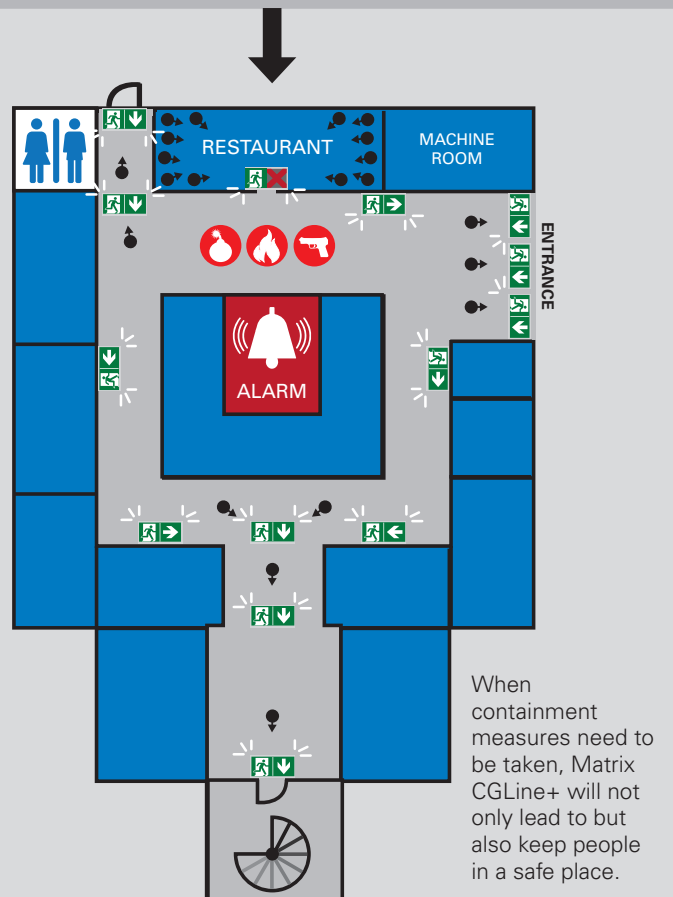 RESTAURANT
MACHINE
ROOM
ENTRANCE
ALARM
When
containment
measures need to
be taken, Matrix
CGLine+ will not
only lead to but
also keep people
in a safe place.